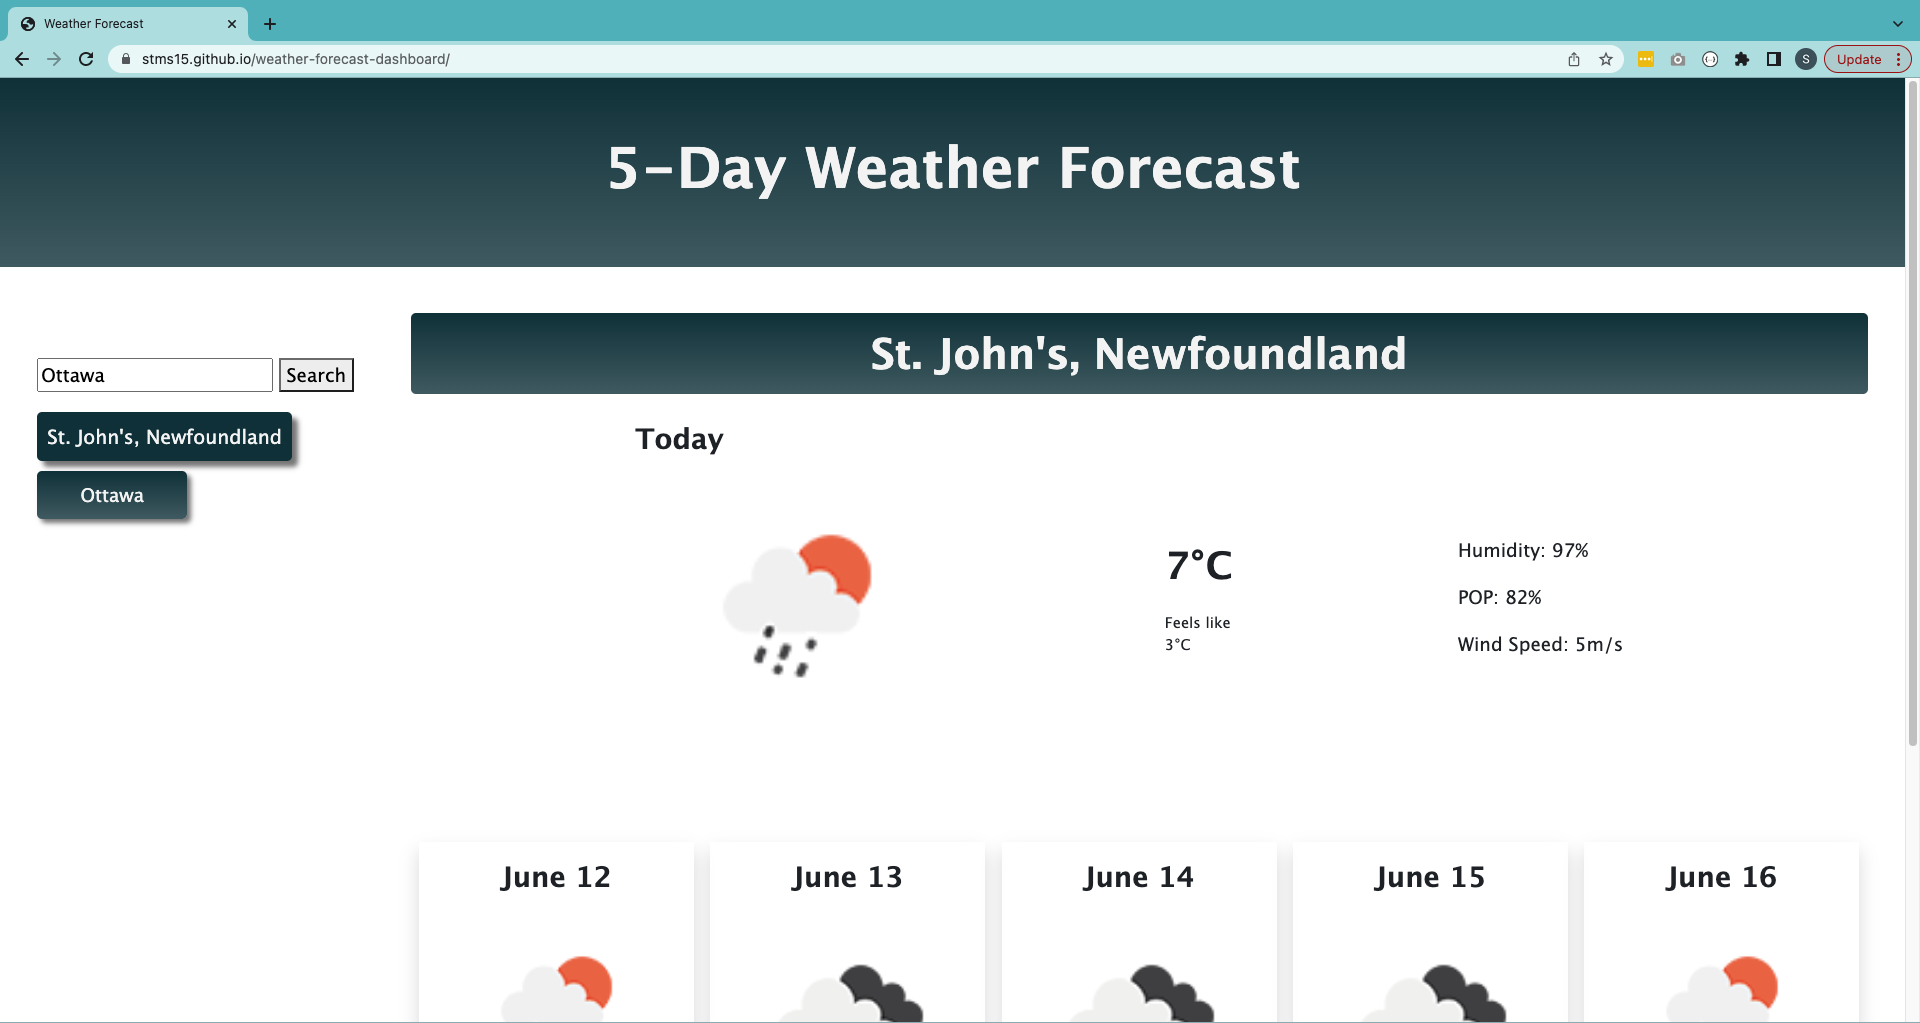 Weather Forecast
stms15.github.io/weather-forecast-dashboard/
S
Update
5-Day Weather Forecast
Ottawa
Search
St. John's, Newfoundland
Ottawa
St. John's, Newfoundland
Today
7°C
Feels like
3°C
Humidity: 97%
POP: 82%
Wind Speed: 5m/s
June 12
June 13
June 14
June 15
June 16